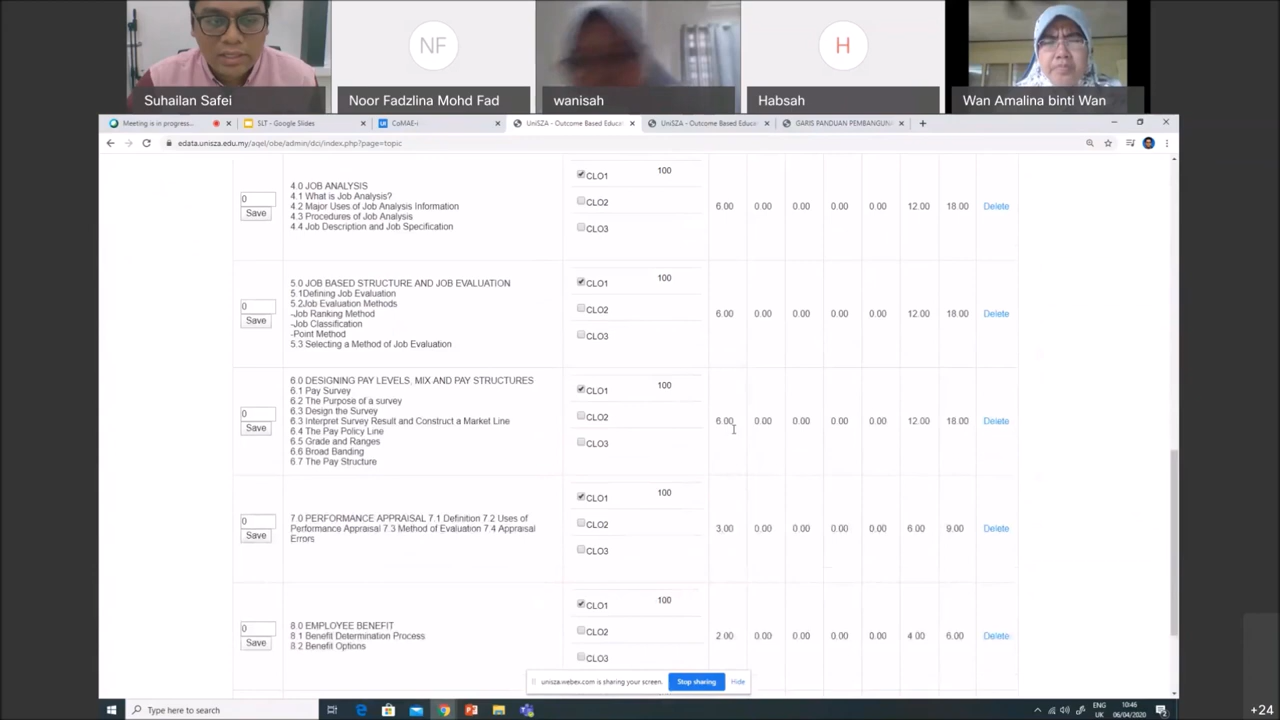 NF
H
Suhailan Safei
Noor Fadzlina Mohd Fad
wanisah
Habsah
Wan Amalina binti Wan
Meeting is in progress...
SLT - Google Slides
CoMAE-i
UniSZA - Outcome Based Educa
UniSZA - Outcome Based Educa
GARIS PANDUAN PEMBANGUN
edata.unisza.edu.my/aqel/obe/admin/dci/index.php?page=topic
0
Save
4.0 JOB ANALYSIS
4.1 What is Job Analysis?
4.2 Major Uses of Job Analysis Information
4.3 Procedures of Job Analysis
4.4 Job Description and Job Specification
CLO1 100
CLO2
CLO3
6.00 0.00 0.00 0.00 0.00 12.00 18.00 Delete
0
Save
5.0 JOB BASED STRUCTURE AND JOB EVALUATION
5.1Defining Job Evaluation
5.2Job Evaluation Methods
-Job Ranking Method
-Job Classification
-Point Method
5.3 Selecting a Method of Job Evaluation
CLO1 100
CLO2
CLO3
6.00 0.00 0.00 0.00 0.00 12.00 18.00 Delete
0
Save
6.0 DESIGNING PAY LEVELS, MIX AND PAY STRUCTURES
6.1 Pay Survey
6.2 The Purpose of a survey
6.3 Design the Survey
6.3 Interpret Survey Result and Construct a Market Line
6.4 The Pay Policy Line
6.5 Grade and Ranges
6.6 Broad Banding
6.7 The Pay Structure
CLO1 100
CLO2
CLO3
6.00 0.00 0.00 0.00 0.00 12.00 18.00 Delete
0
Save
7.0 PERFORMANCE APPRAISAL 7.1 Definition 7.2 Uses of
Performance Appraisal 7.3 Method of Evaluation 7.4 Appraisal
Errors
CLO1 100
CLO2
CLO3
3.00 0.00 0.00 0.00 0.00 6.00 9.00 Delete
0
Save
8.0 EMPLOYEE BENEFIT
8.1 Benefit Determination Process
8.2 Benefit Options
CLO1 100
CLO2
CLO3
2.00 0.00 0.00 0.00 0.00 4.00 6.00 Delete
unisza.webex.com is sharing your screen.
Stop sharing
Hide
Type here to search
ENG
UK
10:46
06/04/2020
2
+24